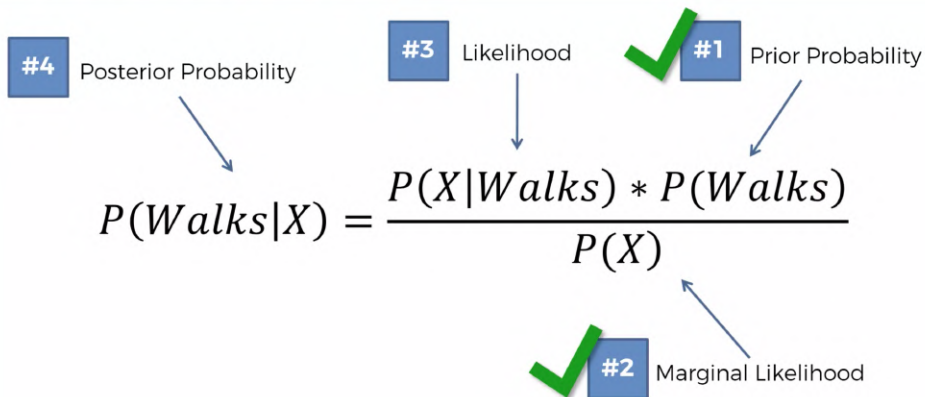 #4 Posterior Probability
#3 Likelihood
#1 Prior Probability
P(Walks|X) = P(X|Walks) * P(Walks)
P(X)
#2 Marginal Likelihood